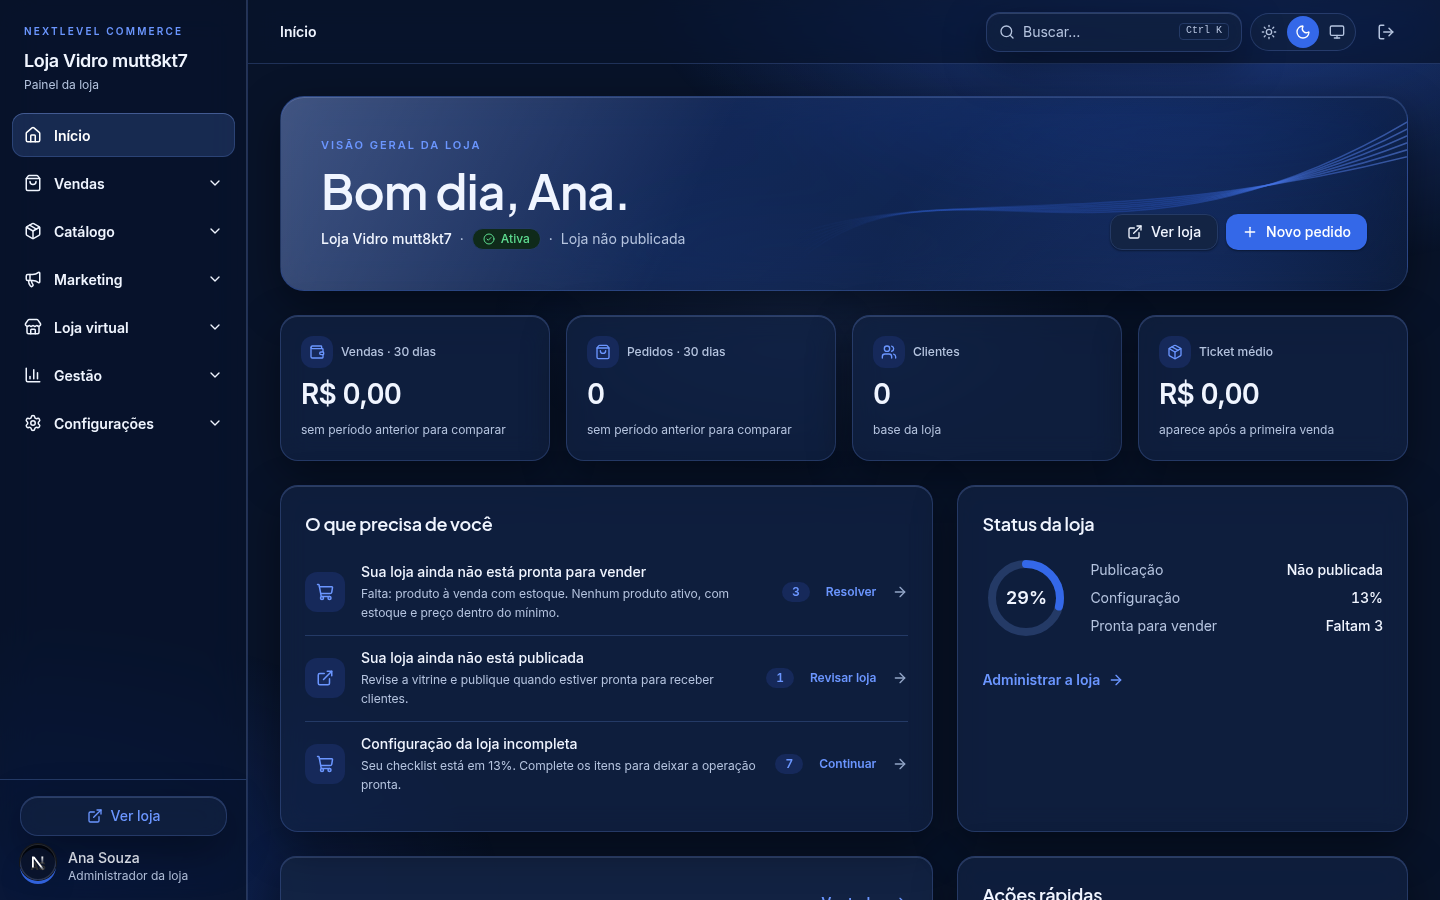 NEXTLEVEL COMMERCE
Loja Vidro mutt8kt7
Painel da loja
Início
Vendas
Catálogo
Marketing
Loja virtual
Gestão
Configurações
Ver loja
N
Ana Souza
Administrador da loja
Início
Buscar...
Ctrl K
VISÃO GERAL DA LOJA
Bom dia, Ana.
Loja Vidro mutt8kt7 · Ativa · Loja não publicada
Ver loja
Novo pedido
Vendas · 30 dias
R$ 0,00
sem período anterior para comparar
Pedidos · 30 dias
0
sem período anterior para comparar
Clientes
0
base da loja
Ticket médio
R$ 0,00
aparece após a primeira venda
O que precisa de você
Sua loja ainda não está pronta para vender
Falta: produto à venda com estoque. Nenhum produto ativo, com
estoque e preço dentro do mínimo.
3 Resolver
Sua loja ainda não está publicada
Revise a vitrine e publique quando estiver pronta para receber
clientes.
1 Revisar loja
Configuração da loja incompleta
Seu checklist está em 13%. Complete os itens para deixar a operação
pronta.
7 Continuar
Status da loja
29%
Publicação Não publicada
Configuração 13%
Pronta para vender Faltam 3
Administrar a loja
Ações rápidas